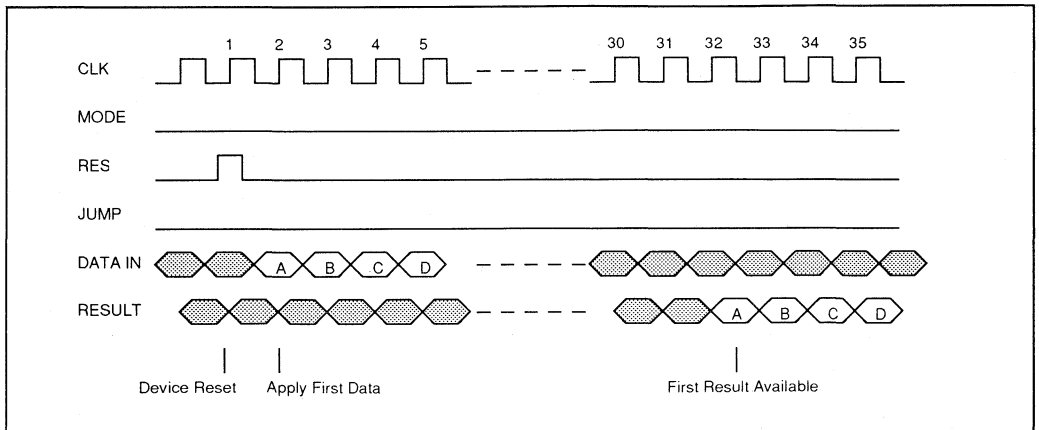 1 2 3 4 5 30 31 32 33 34 35
CLK
MODE
RES
JUMP
DATA IN A B C D
RESULT A B C D
Device Reset Apply First Data First Result Available